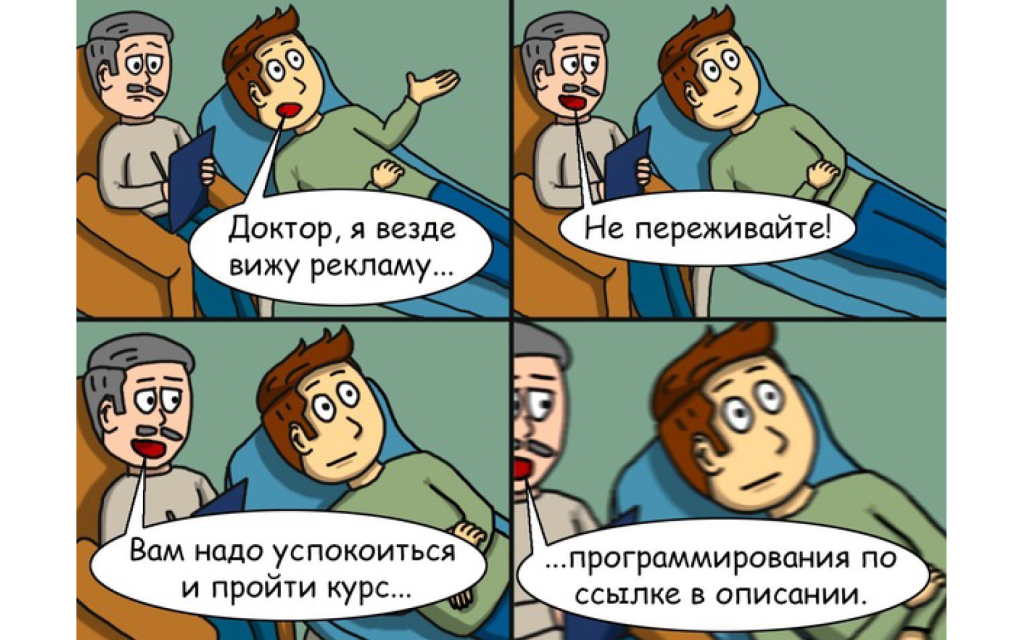 Доктор, я везде
вижу рекламу...
Не переживайте!
Вам надо успокоиться
и пройти курс...
...программирования по
ссылке в описании.